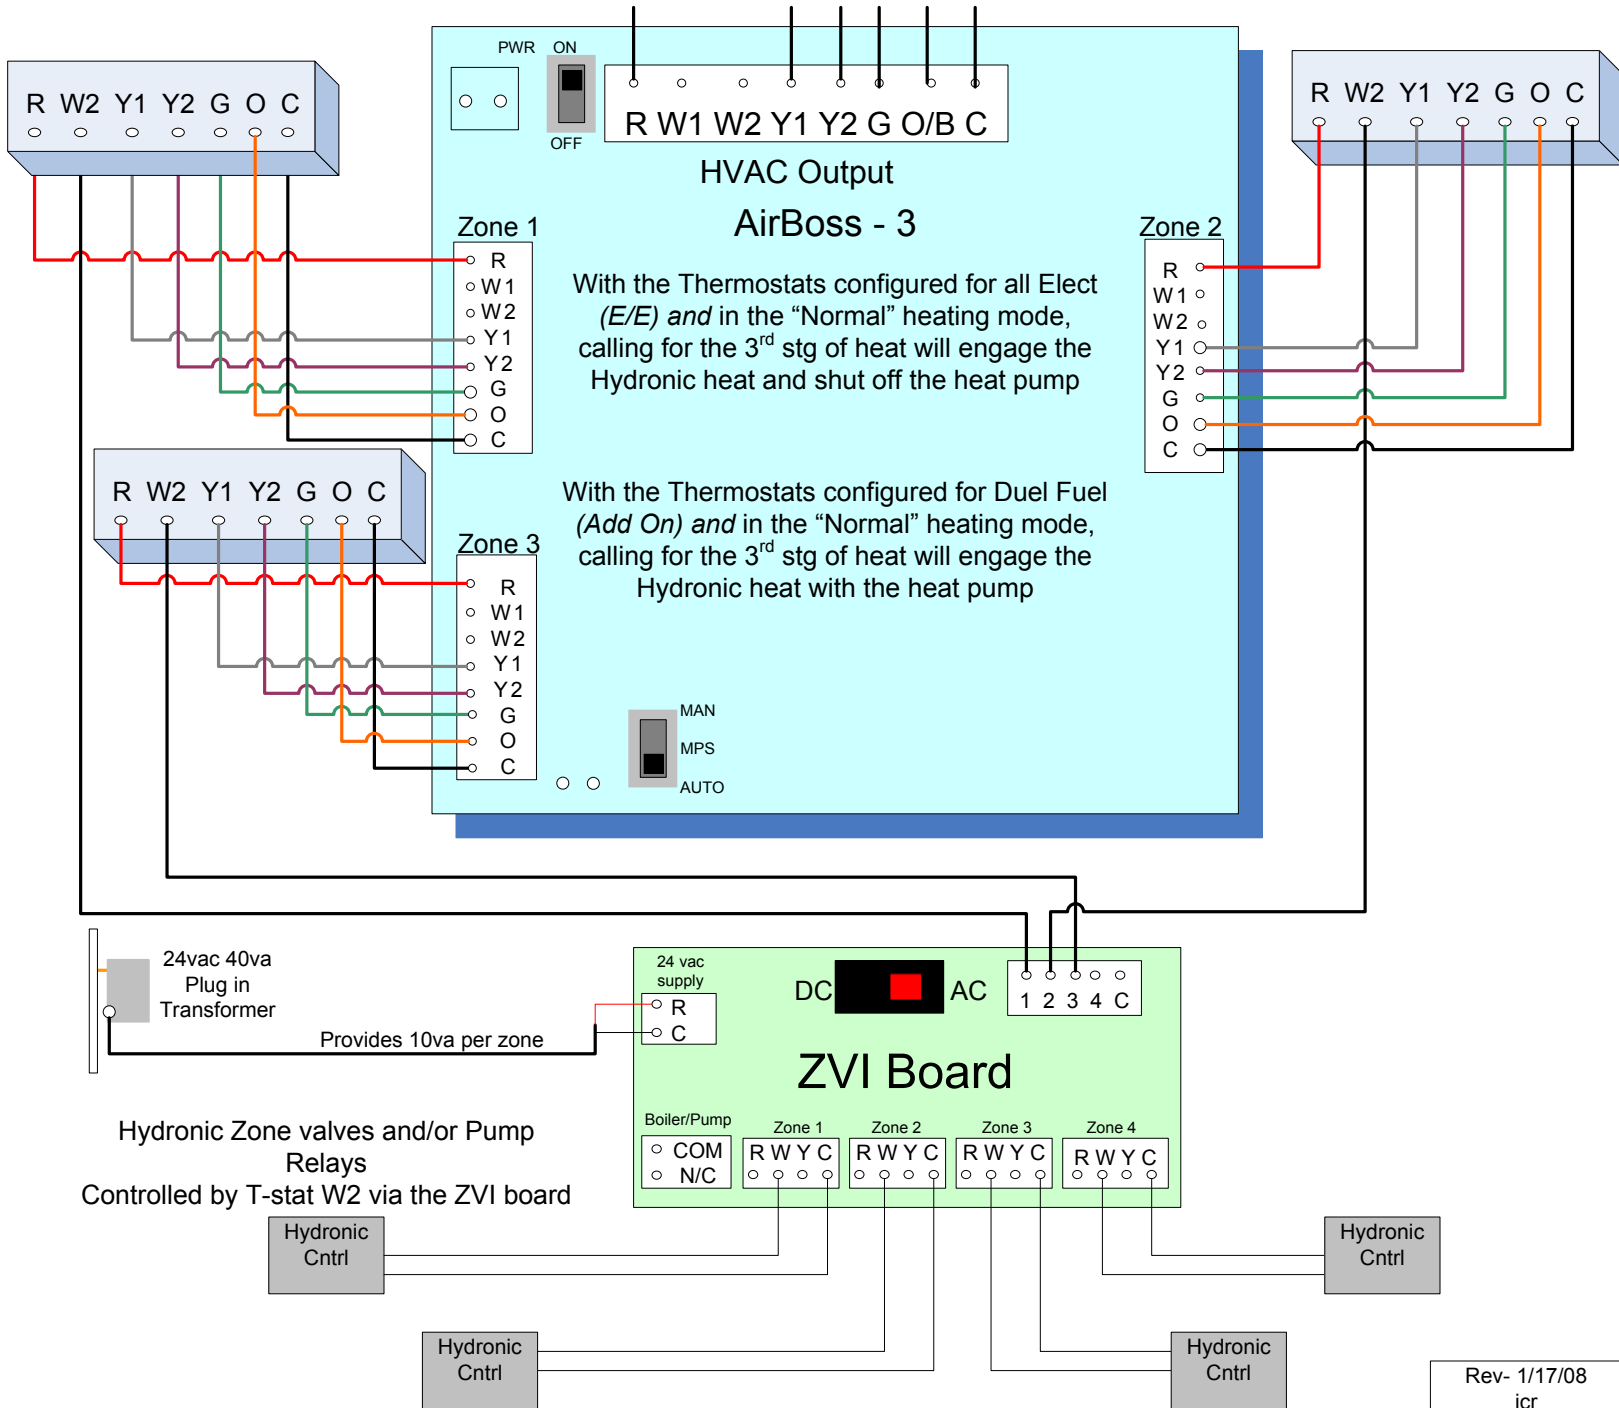 PWR ON
OFF
R W1 W2 Y1 Y2 G O/B C
HVAC Output
AirBoss - 3
R W2 Y1 Y2 G O C
R W2 Y1 Y2 G O C
Zone 1
R
W1
W2
Y1
Y2
G
O
C
Zone 2
R
W1
W2
Y1
Y2
G
O
C
With the Thermostats configured for all Elect
(E/E) and in the “Normal” heating mode,
calling for the 3rd stg of heat will engage the
Hydronic heat and shut off the heat pump
R W2 Y1 Y2 G O C
With the Thermostats configured for Duel Fuel
(Add On) and in the “Normal” heating mode,
calling for the 3rd stg of heat will engage the
Hydronic heat with the heat pump
Zone 3
R
W1
W2
Y1
Y2
G
O
C
MAN
MPS
AUTO
24vac 40va
Plug in
Transformer
Provides 10va per zone
24 vac
supply
R
C
DC AC
1 2 3 4 C
ZVI Board
Boiler/Pump
COM
N/C
Zone 1
R W Y C
Zone 2
R W Y C
Zone 3
R W Y C
Zone 4
R W Y C
Hydronic Zone valves and/or Pump
Relays
Controlled by T-stat W2 via the ZVI board
Hydronic
Cntrl
Hydronic
Cntrl
Hydronic
Cntrl
Hydronic
Cntrl
Rev- 1/17/08
jcr